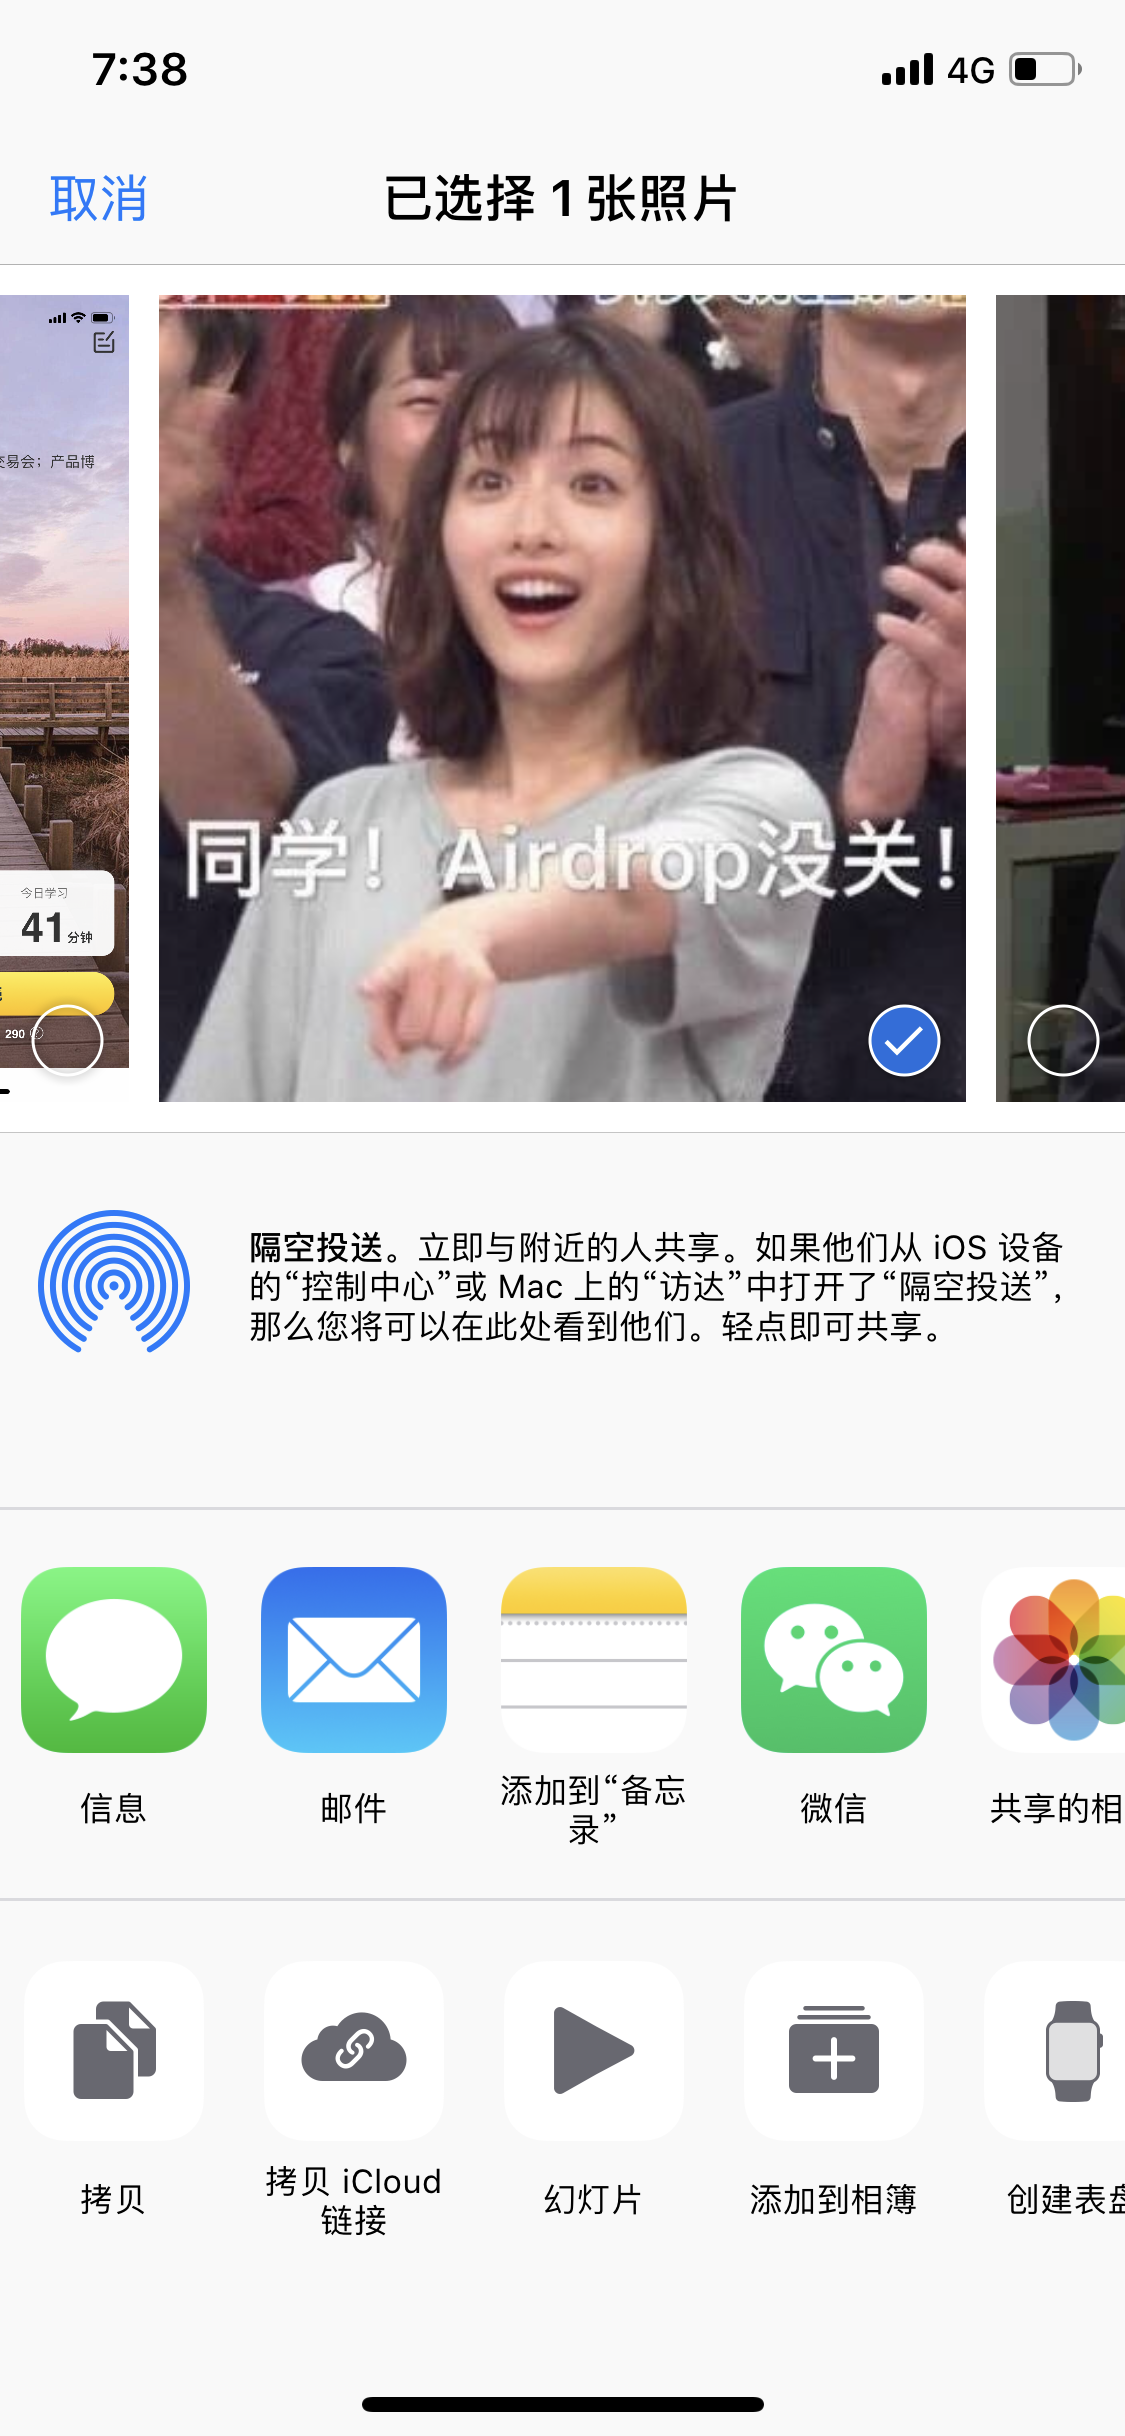 7:38
4G
取消
已选择 1 张照片
交易会；产品博
同学！Airdrop没关！
今日学习
41分钟
290
隔空投送。立即与附近的人共享。如果他们从 iOS 设备
的“控制中心”或 Mac 上的“访达”中打开了“隔空投送”，
那么您将可以在此处看到他们。轻点即可共享。
信息
邮件
添加到“备忘
录”
微信
共享的相
拷贝
拷贝 iCloud
链接
幻灯片
添加到相簿
创建表盘